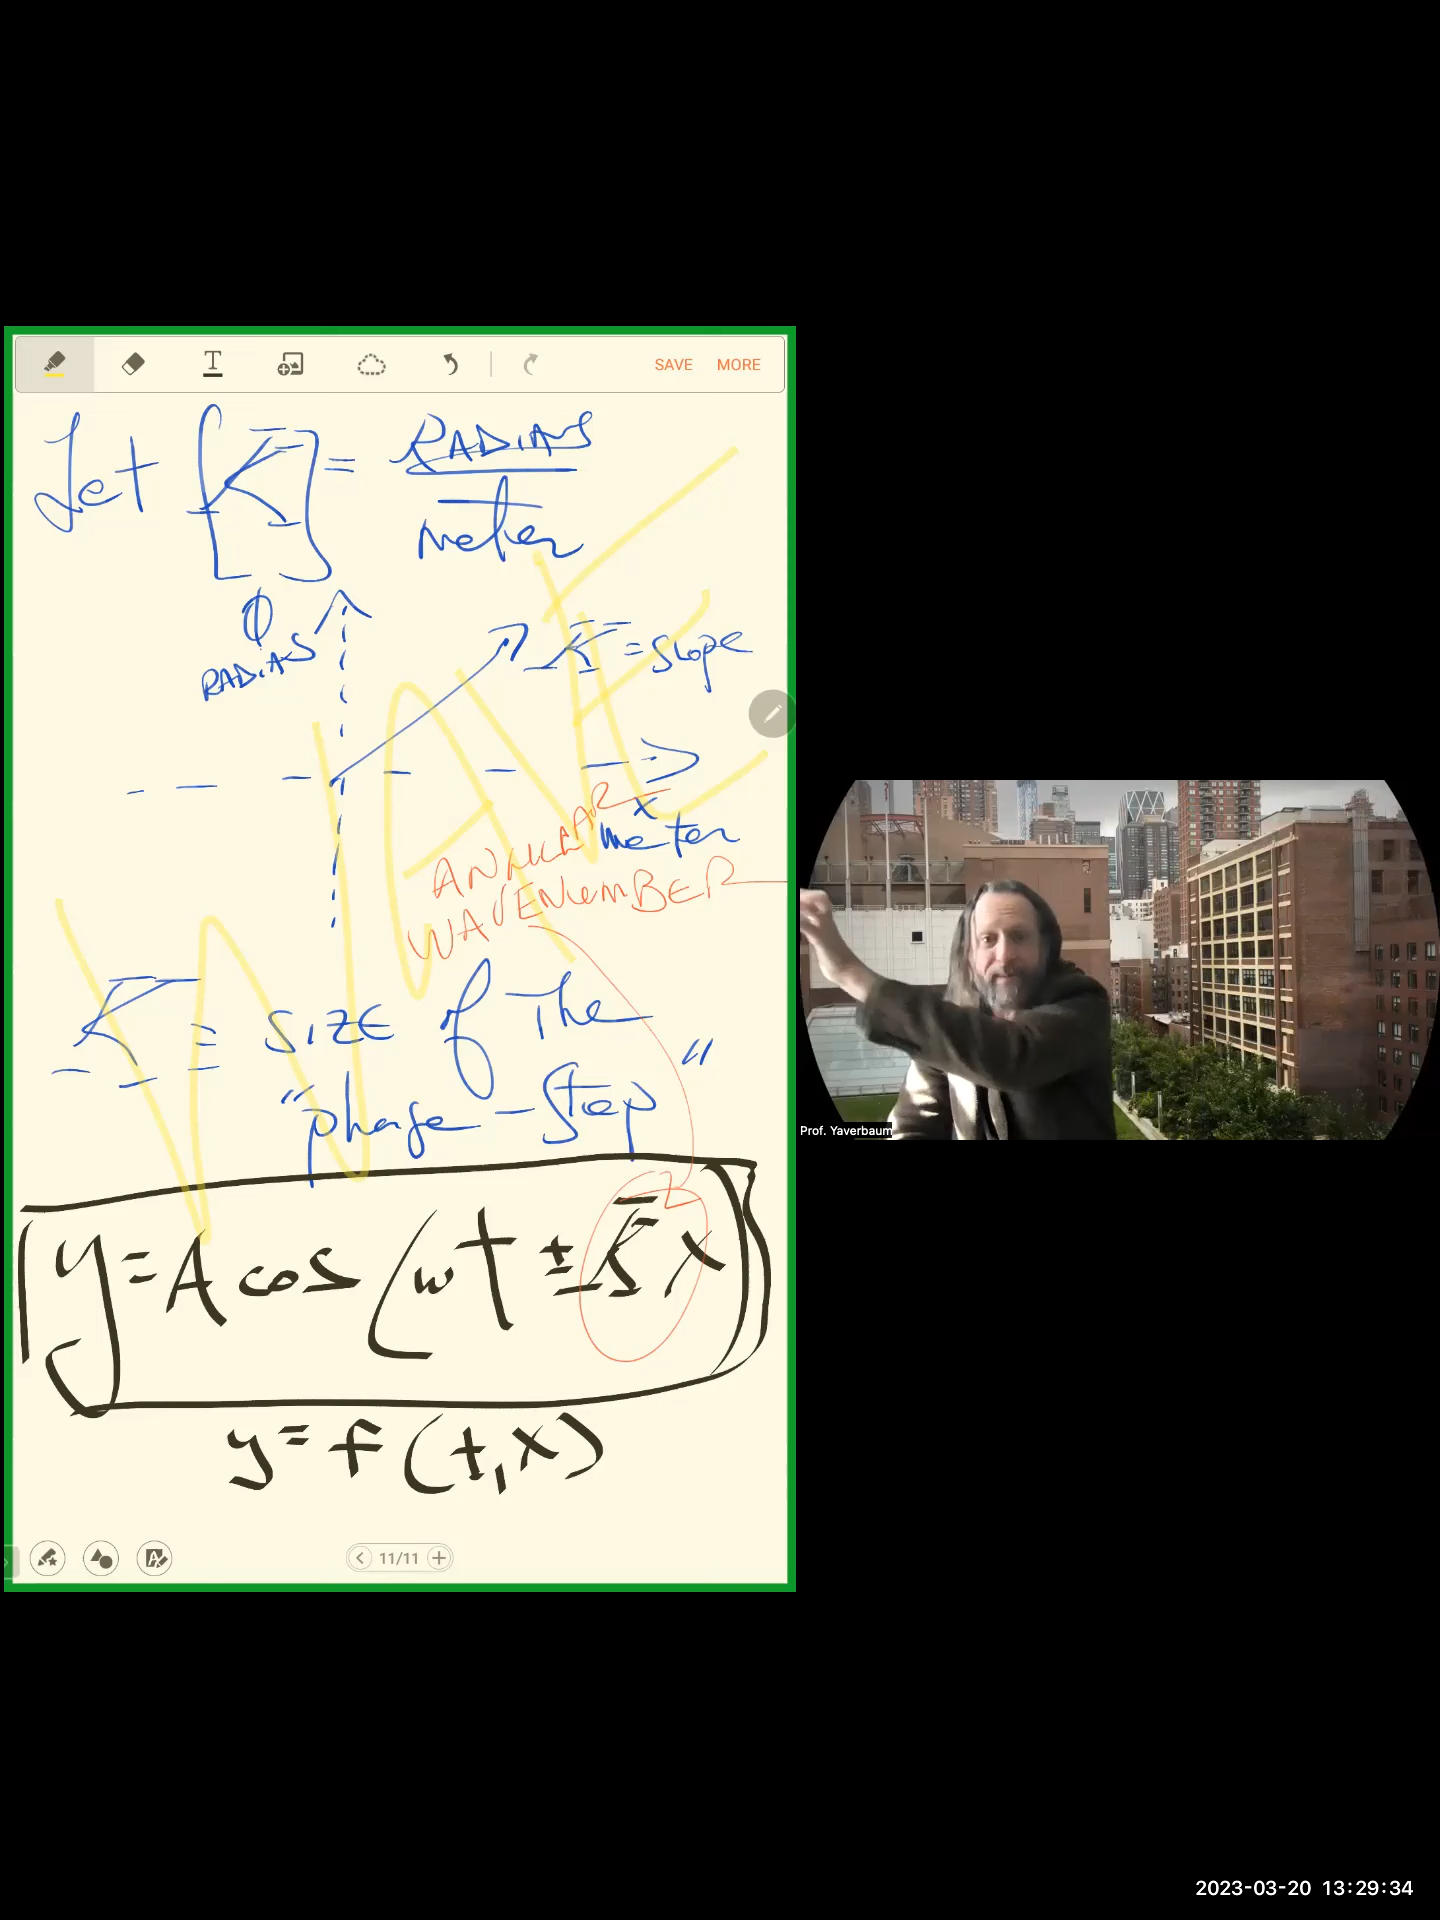 SAVE MORE
Let [K] = RADIANS
meter
ϕ
RADIANS
K = slope
x
meter
ANGULAR
WAVENUMBER
WAVE
K ≡ SIZE of The
"phase-step"
y = A cos (ωt ± Kx)
y = f(t,x)
11/11
Prof. Yaverbaum
2023-03-20 13:29:34